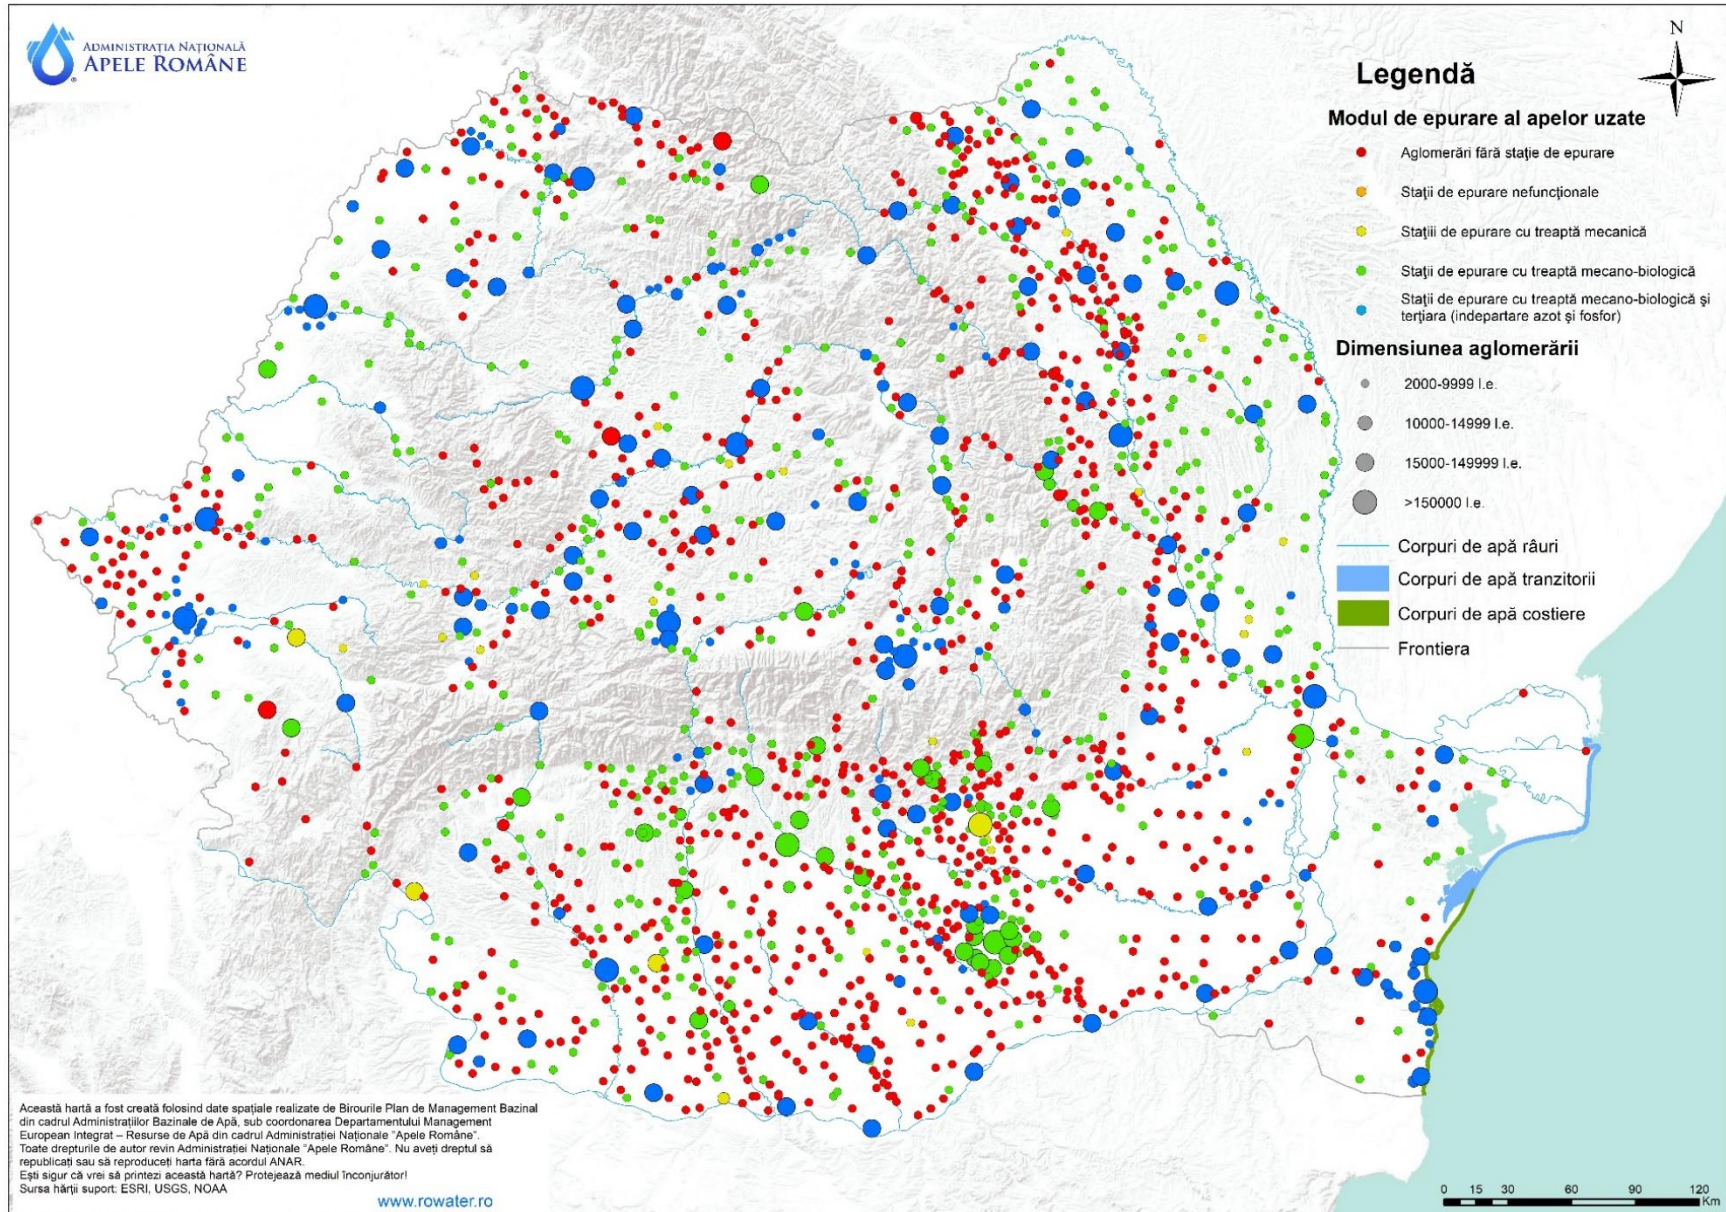 ADMINISTRAȚIA NAȚIONALĂ
APELE ROMÂNE
N
Legendă
Modul de epurare al apelor uzate
Aglomerări fără stație de epurare
Stații de epurare nefuncționale
Stațiii de epurare cu treaptă mecanică
Stații de epurare cu treaptă mecano-biologică
Stații de epurare cu treaptă mecano-biologică și
terțiara (indepartare azot și fosfor)
Dimensiunea aglomerării
2000-9999 l.e.
10000-14999 l.e.
15000-149999 l.e.
>150000 l.e.
Corpuri de apă râuri
Corpuri de apă tranzitorii
Corpuri de apă costiere
Frontiera
Această hartă a fost creată folosind date spațiale realizate de Birourile Plan de Management Bazinal
din cadrul Administrațiilor Bazinale de Apă, sub coordonarea Departamentului Management
European Integrat – Resurse de Apă din cadrul Administrației Naționale "Apele Române".
Toate drepturile de autor revin Administrației Naționale "Apele Române". Nu aveți dreptul să
republicați sau să reproduceți harta fără acordul ANAR.
Ești sigur că vrei să printezi această hartă? Protejează mediul înconjurător!
Sursa hărții suport: ESRI, USGS, NOAA
www.rowater.ro
0 15 30 60 90 120
Km